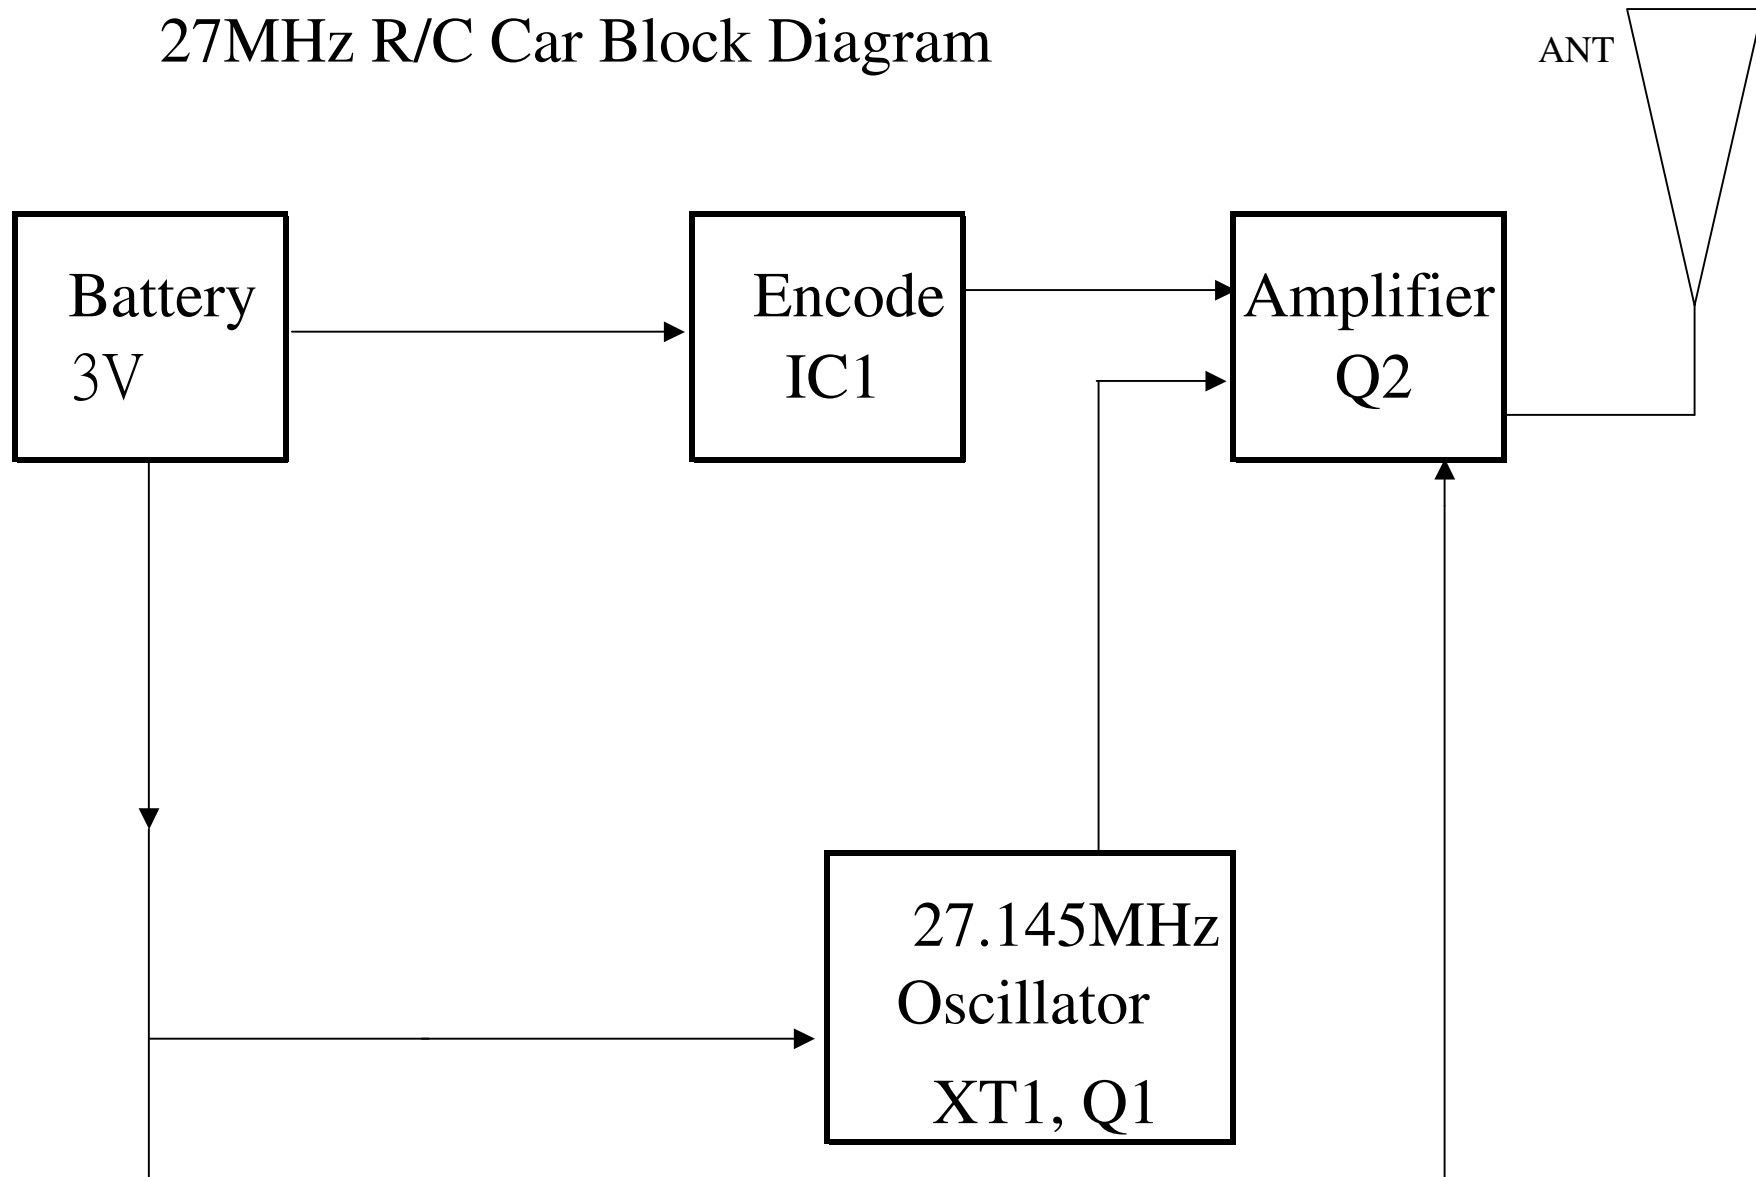 27MHz R/C Car Block Diagram
ANT
Battery
3V
Encode
IC1
Amplifier
Q2
27.145MHz
Oscillator
XT1, Q1